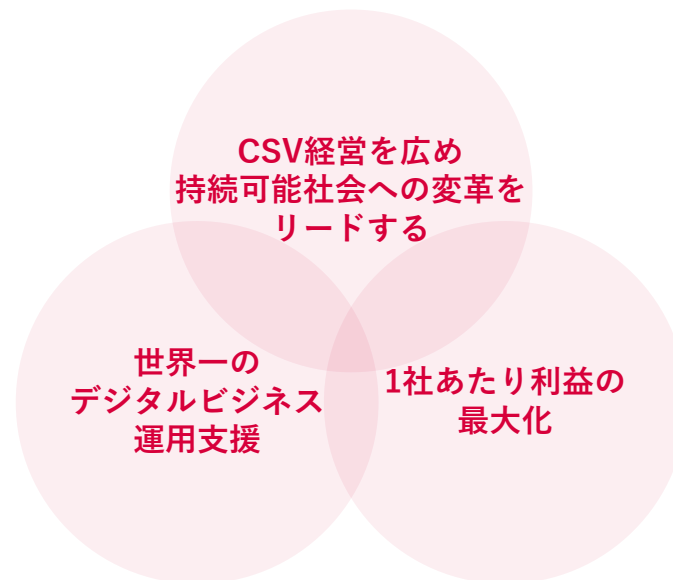 CSV経営を広め
持続可能社会への変革を
リードする
世界一の
デジタルビジネス
運用支援
1社あたり利益の
最大化